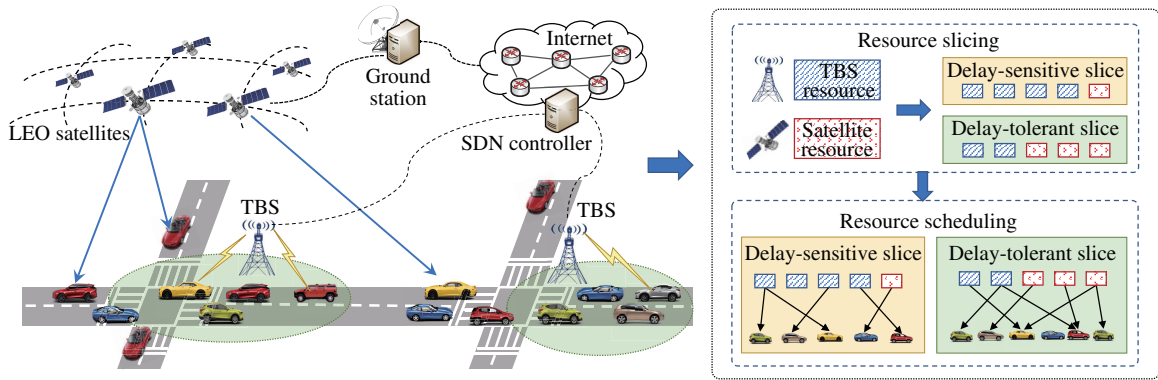 LEO satellites
Ground
station
Internet
SDN controller
TBS
TBS
Resource slicing
TBS
resource
Satellite
resource
Delay-sensitive slice
Delay-tolerant slice
Resource scheduling
Delay-sensitive slice
Delay-tolerant slice